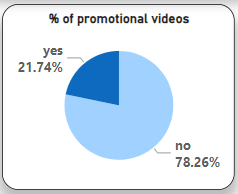 % of promotional videos
yes
21.74%
no
78.26%